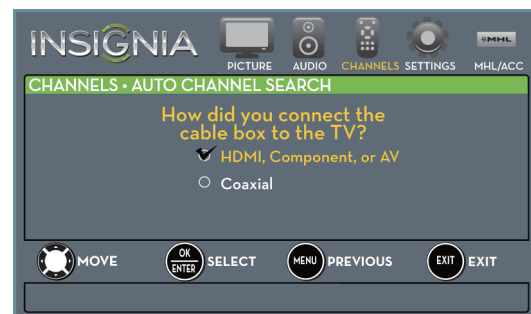 INSIGNIA
PICTURE AUDIO CHANNELS SETTINGS MHL/ACC
MHL
CHANNELS • AUTO CHANNEL SEARCH
How did you connect the
cable box to the TV?
HDMI, Component, or AV
Coaxial
MOVE OK ENTER SELECT MENU PREVIOUS EXIT EXIT